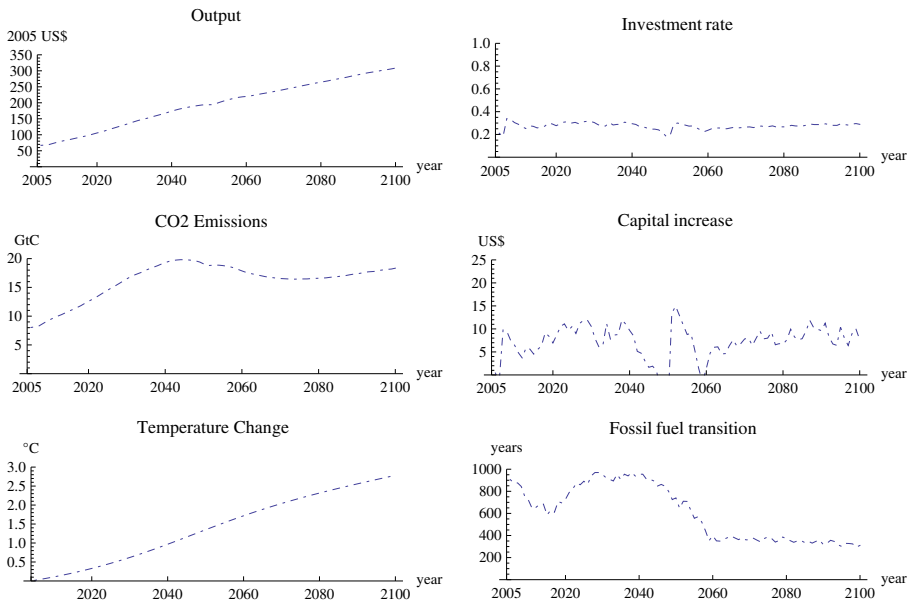 Output
2005 US$
350
300
250
200
150
100
50
2005 2020 2040 2060 2080 2100 year
Investment rate
1.0
0.8
0.6
0.4
0.2
2005 2020 2040 2060 2080 2100 year
CO2 Emissions
GtC
20
15
10
5
2005 2020 2040 2060 2080 2100 year
Capital increase
US$
25
20
15
10
5
2005 2020 2040 2060 2080 2100 year
Temperature Change
°C
3.0
2.5
2.0
1.5
1.0
0.5
2020 2040 2060 2080 2100 year
Fossil fuel transition
years
1000
800
600
400
200
2005 2020 2040 2060 2080 2100 year